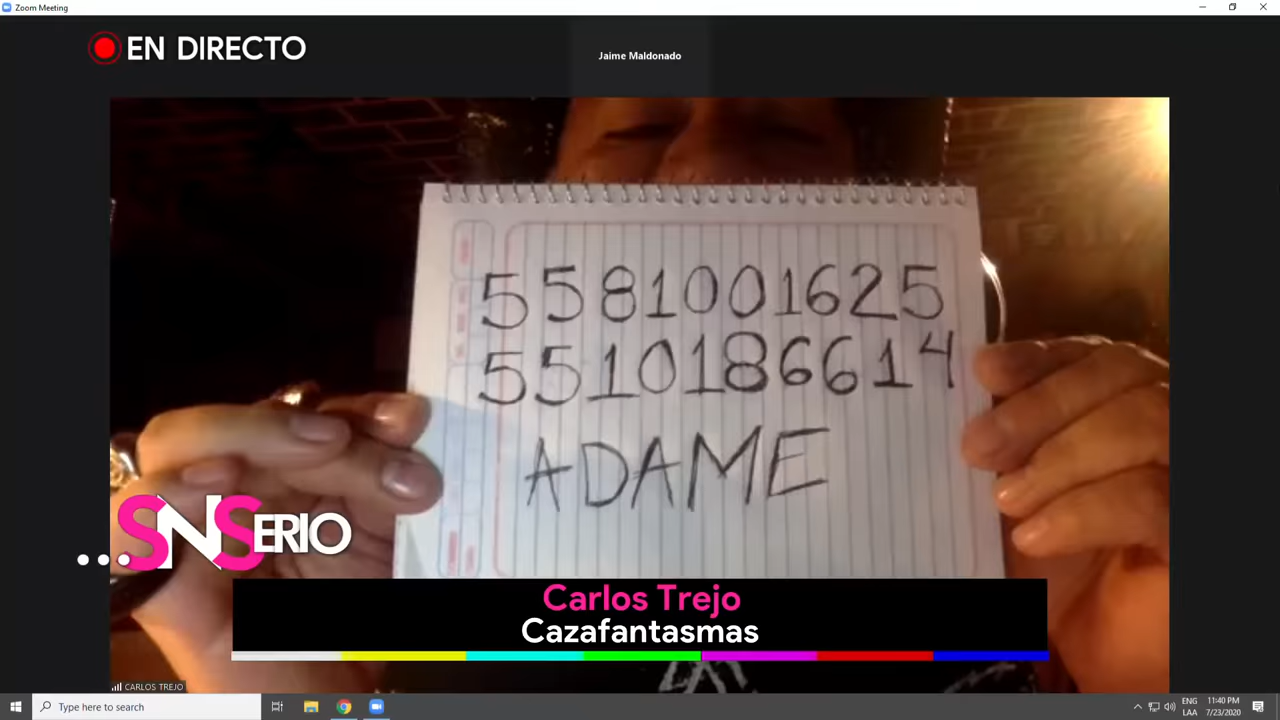 Zoom Meeting
EN DIRECTO
Jaime Maldonado
5581001625
5510186614
ADAME
SNSERIO
Carlos Trejo
Cazafantasmas
CARLOS TREJO
Type here to search
ENG
LAA
11:40 PM
7/23/2020